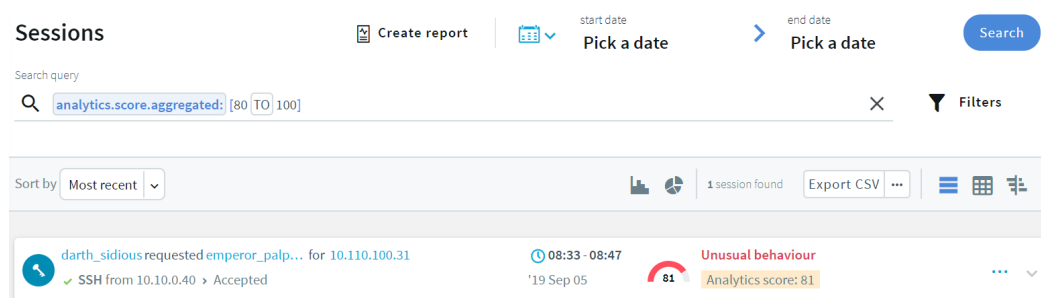 Sessions
Create report
start date
Pick a date
end date
Pick a date
Search
Search query
analytics.score.aggregated: [80 TO 100]
Filters
Sort by Most recent
1 session found
Export CSV
darth_sidious requested emperor_palp... for 10.110.100.31
08:33 - 08:47
Unusual behaviour
SSH from 10.10.0.40 > Accepted
'19 Sep 05
81
Analytics score: 81